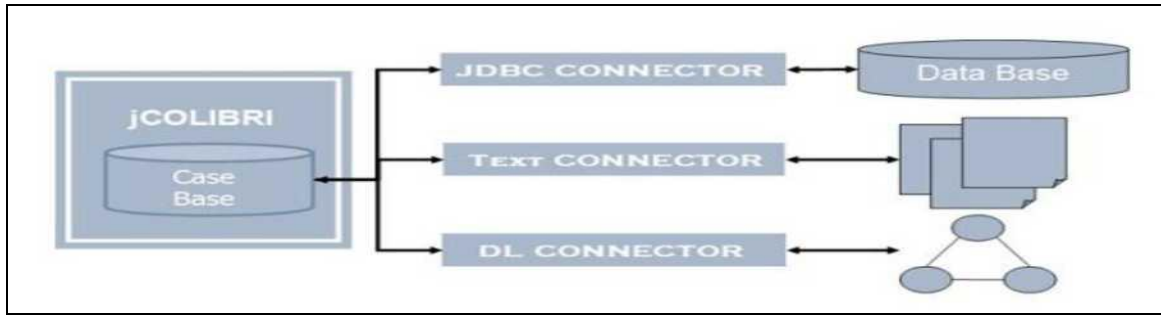 jCOLIBRI
Case
Base
JDBC CONNECTOR
TEXT CONNECTOR
DL CONNECTOR
Data Base